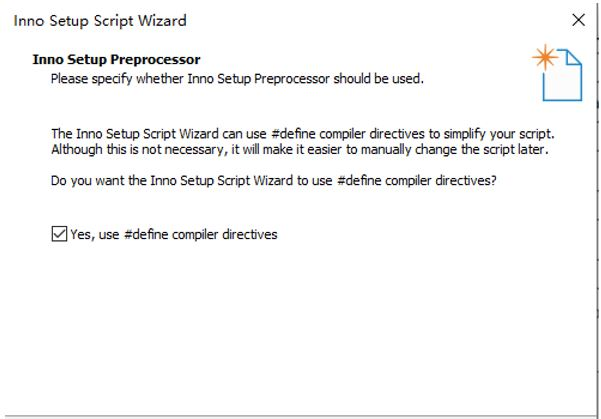 Inno Setup Script Wizard
Inno Setup Preprocessor
Please specify whether Inno Setup Preprocessor should be used.
The Inno Setup Script Wizard can use #define compiler directives to simplify your script.
Although this is not necessary, it will make it easier to manually change the script later.
Do you want the Inno Setup Script Wizard to use #define compiler directives?
Yes, use #define compiler directives